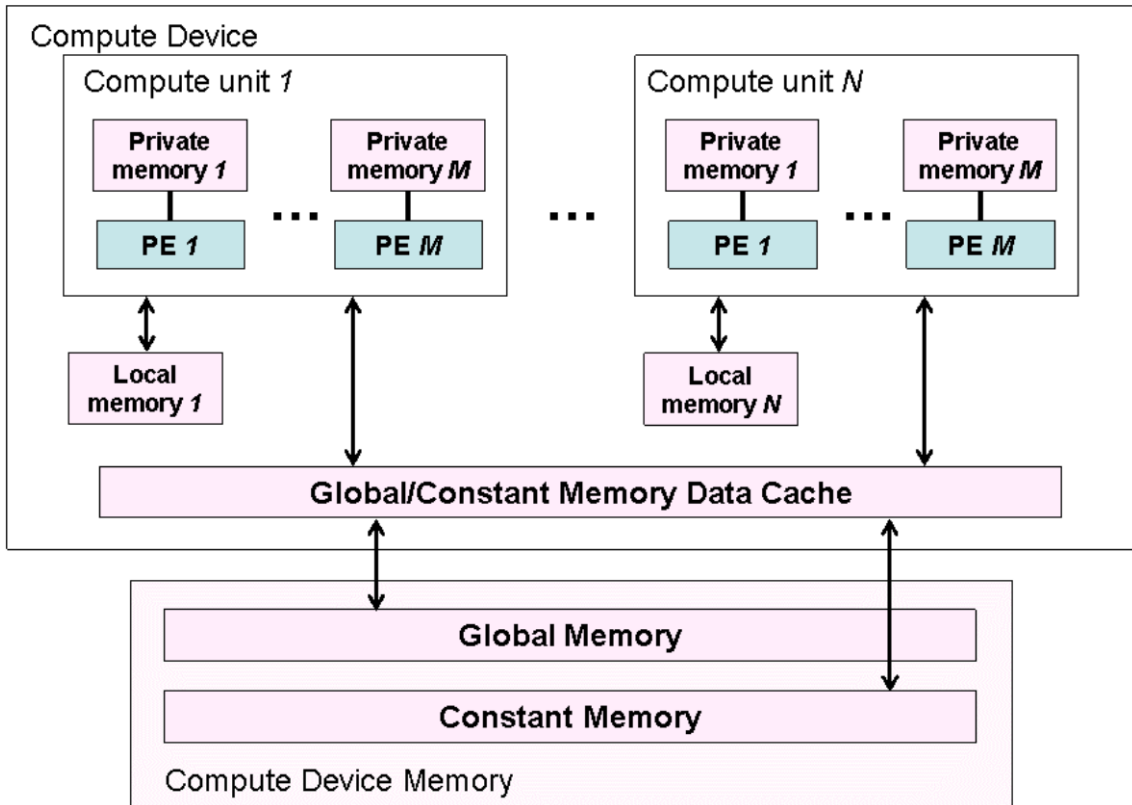 Compute Device
Compute unit 1
Compute unit N
Private
memory 1
Private
memory M
Private
memory 1
Private
memory M
...
...
...
PE 1
PE M
PE 1
PE M
Local
memory 1
Local
memory N
Global/Constant Memory Data Cache
Global Memory
Constant Memory
Compute Device Memory